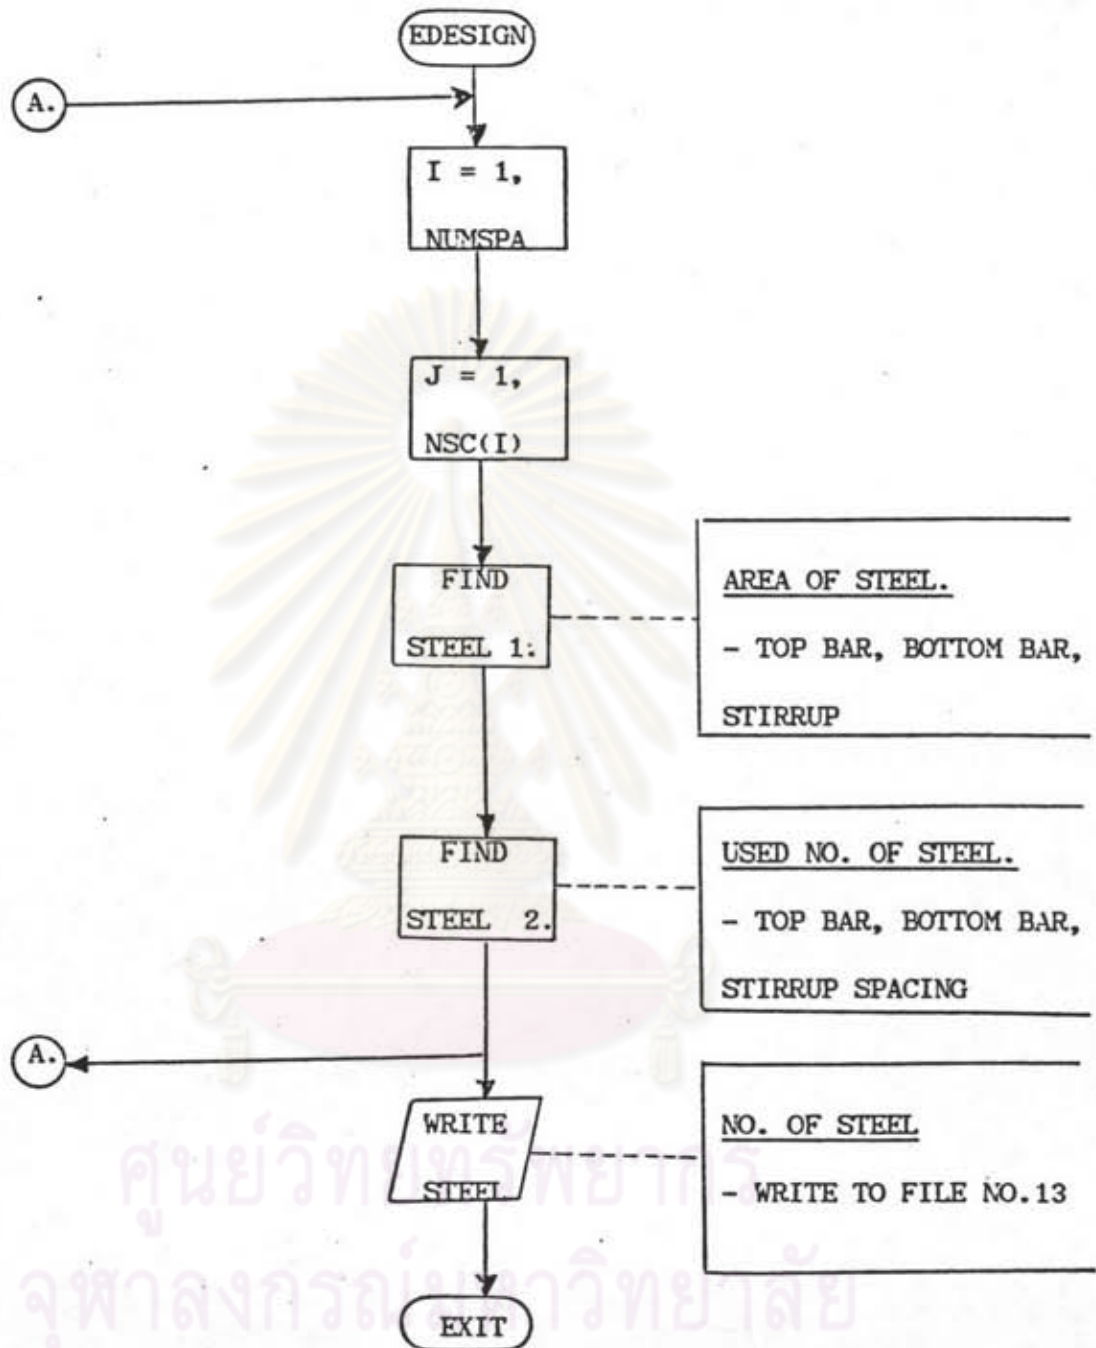 EDESIGN
A.
I = 1,
NUMSPA
J = 1,
NSC(I)
FIND
STEEL 1.
AREA OF STEEL.
- TOP BAR, BOTTOM BAR,
STIRRUP
FIND
STEEL 2.
USED NO. OF STEEL.
- TOP BAR, BOTTOM BAR,
STIRRUP SPACING
A.
WRITE
STEEL
NO. OF STEEL
- WRITE TO FILE NO.13
EXIT
ศูนย์วิทยทรัพยากร
จุฬาลงกรณ์มหาวิทยาลัย